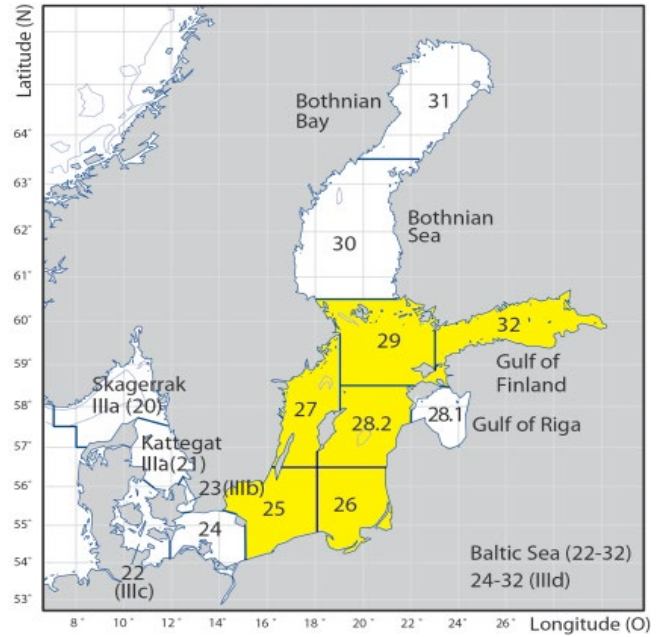 Latitude (N)
64°
63°
62°
61°
60°
59°
58°
57°
56°
55°
54°
53°
Bothnian
Bay
31
Bothnian
Sea
30
29
32
Gulf of
Finland
Skagerrak
IIIa (20)
27
28.2
28.1
Gulf of Riga
Kattegat
IIIa(21)
23(IIIb)
25
26
24
22
(IIIc)
Baltic Sea (22-32)
24-32 (IIId)
8° 10° 12° 14° 16° 18° 20° 22° 24° Longitude (O)